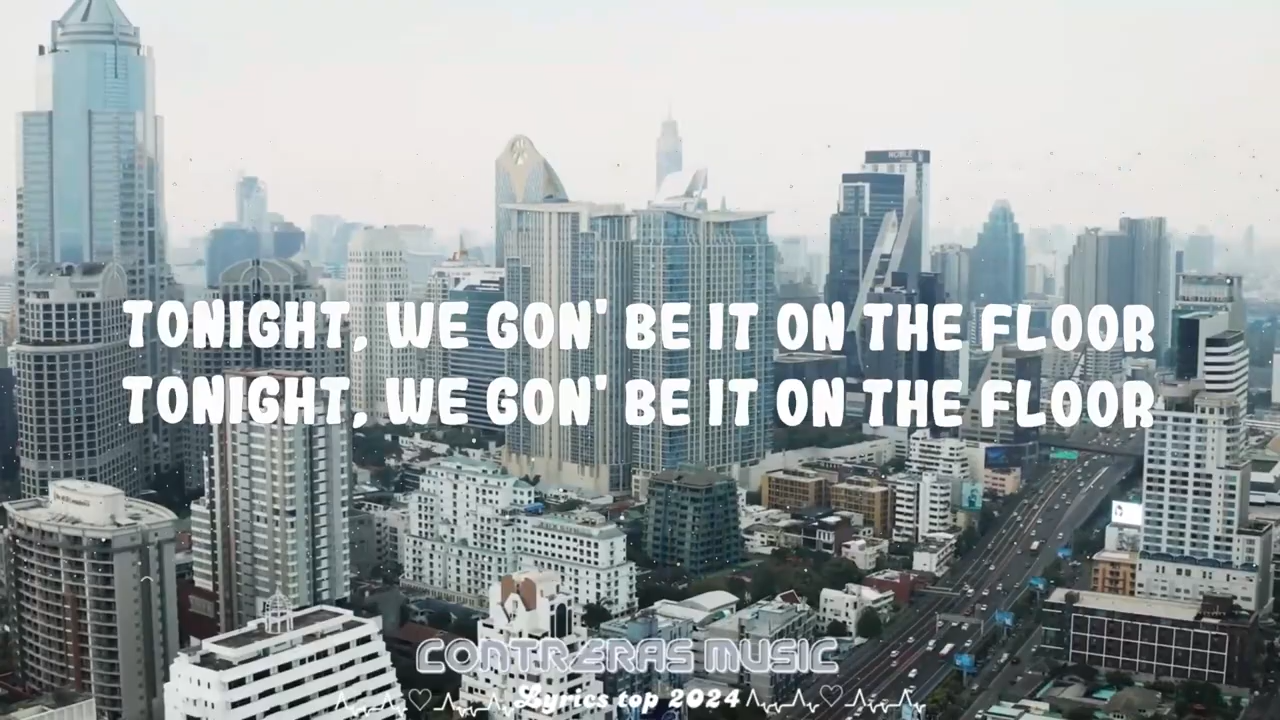 NOBLE
TONIGHT, WE GON' BE IT ON THE FLOOR
TONIGHT, WE GON' BE IT ON THE FLOOR
CONTRERAS MUSIC
Lyrics top 2024